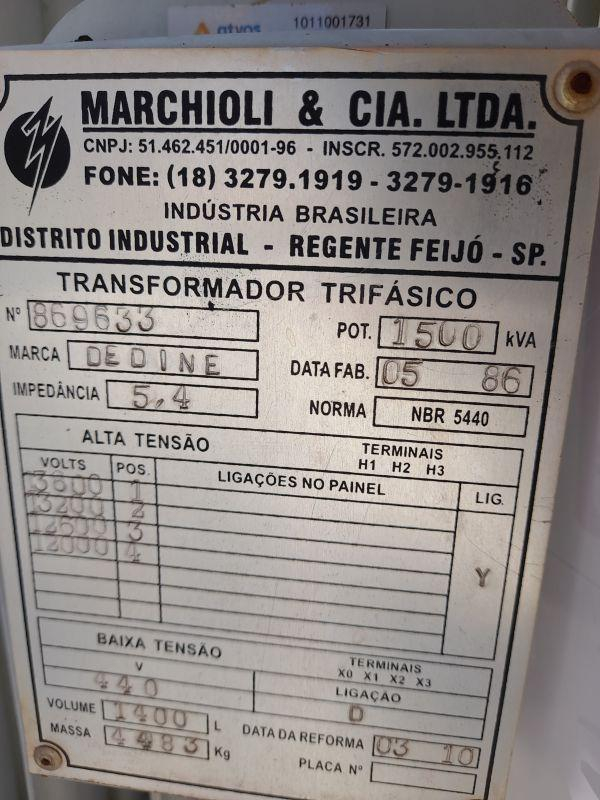 atvos 1011001731
MARCHIOLI & CIA. LTDA.
CNPJ: 51.462.451/0001-96 - INSCR. 572.002.955.112
FONE: (18) 3279.1919 - 3279-1916
INDÚSTRIA BRASILEIRA
DISTRITO INDUSTRIAL - REGENTE FEIJÓ - SP.
TRANSFORMADOR TRIFÁSICO
Nº 869633 POT. 1500 kVA
MARCA DEDINE DATA FAB. 05 86
IMPEDÂNCIA 5,4 NORMA NBR 5440
ALTA TENSÃO TERMINAIS
H1 H2 H3
VOLTS POS. LIGAÇÕES NO PAINEL LIG.
13800 1
13200 2
12600 3
12000 4
Y
BAIXA TENSÃO TERMINAIS
X0 X1 X2 X3
V LIGAÇÃO
440 D
VOLUME 1400 L DATA DA REFORMA 03 10
MASSA 4483 Kg PLACA Nº